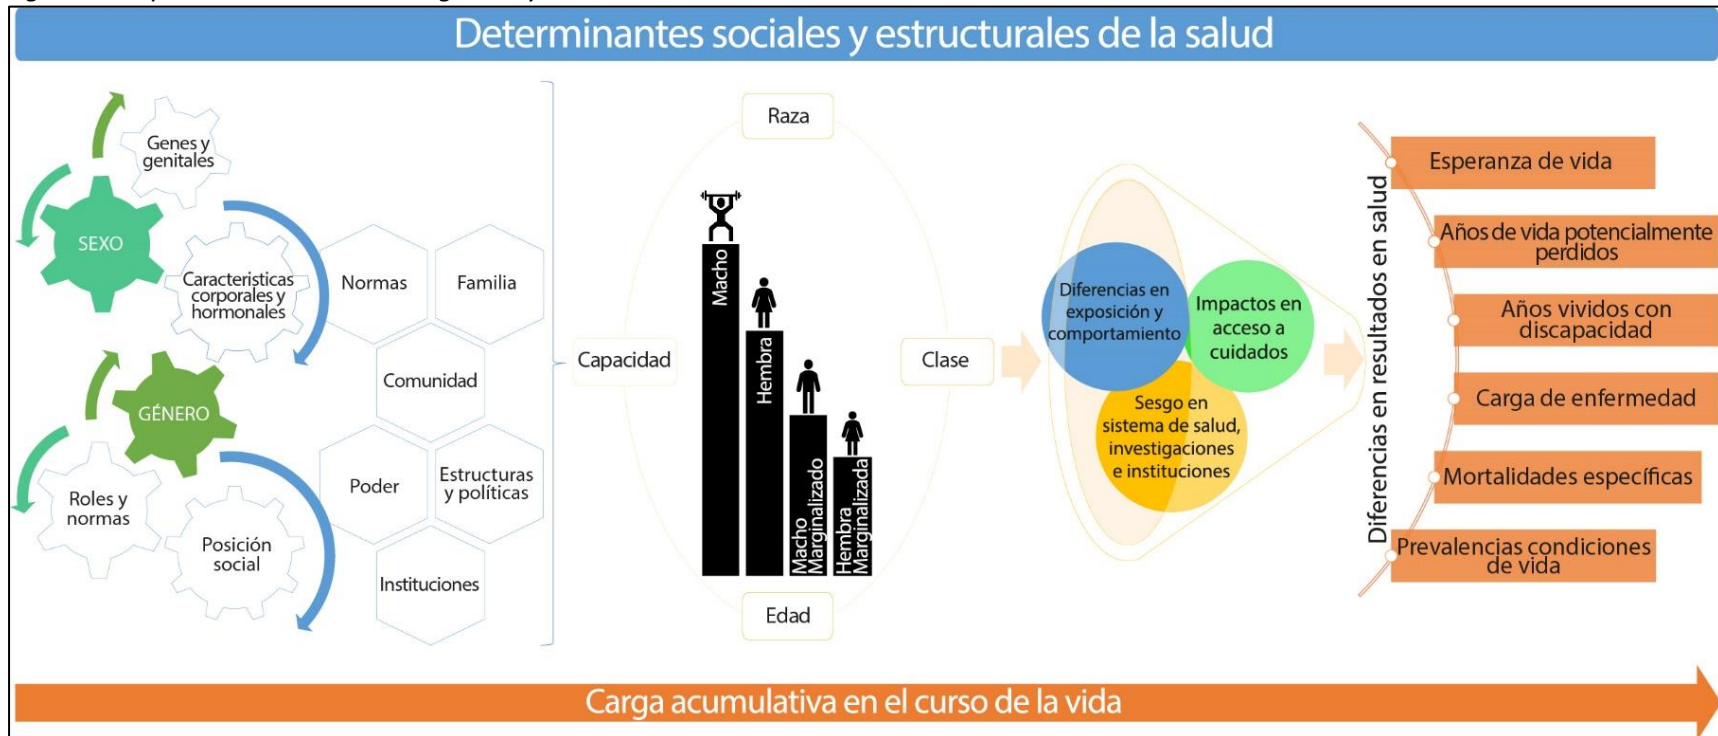 Determinantes sociales y estructurales de la salud
Genes y
genitales
SEXO
Caracteristicas
corporales y
hormonales
GÉNERO
Roles y
normas
Posición
social
Normas
Familia
Comunidad
Poder
Estructuras
y políticas
Instituciones
Raza
Capacidad
Clase
Edad
Macho
Hembra
Macho
Marginalizado
Hembra
Marginalizada
Diferencias en
exposición y
comportamiento
Impactos en
acceso a
cuidados
Sesgo en
sistema de salud,
investigaciones
e instituciones
Diferencias en resultados en salud
Esperanza de vida
Años de vida potencialmente
perdidos
Años vividos con
discapacidad
Carga de enfermedad
Mortalidades específicas
Prevalencias condiciones
de vida
Carga acumulativa en el curso de la vida